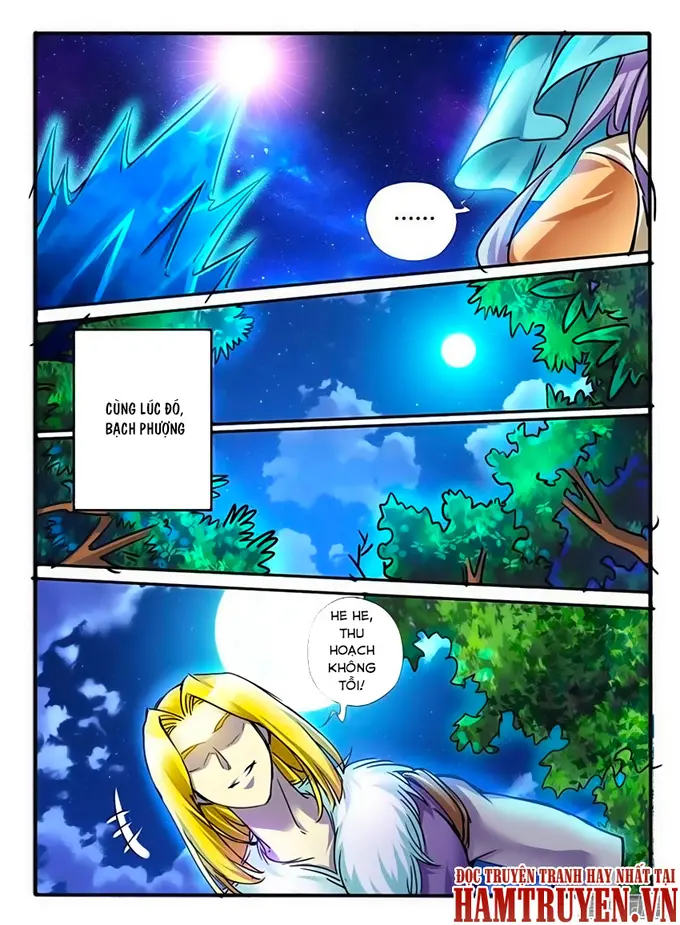 ......
CÙNG LÚC ĐÓ,
BẠCH PHƯỢNG
HE HE,
THU
HOẠCH
KHÔNG
TỒI!
ĐỌC TRUYỆN TRANH HAY NHẤT TẠI
HAMTRUYEN.VN